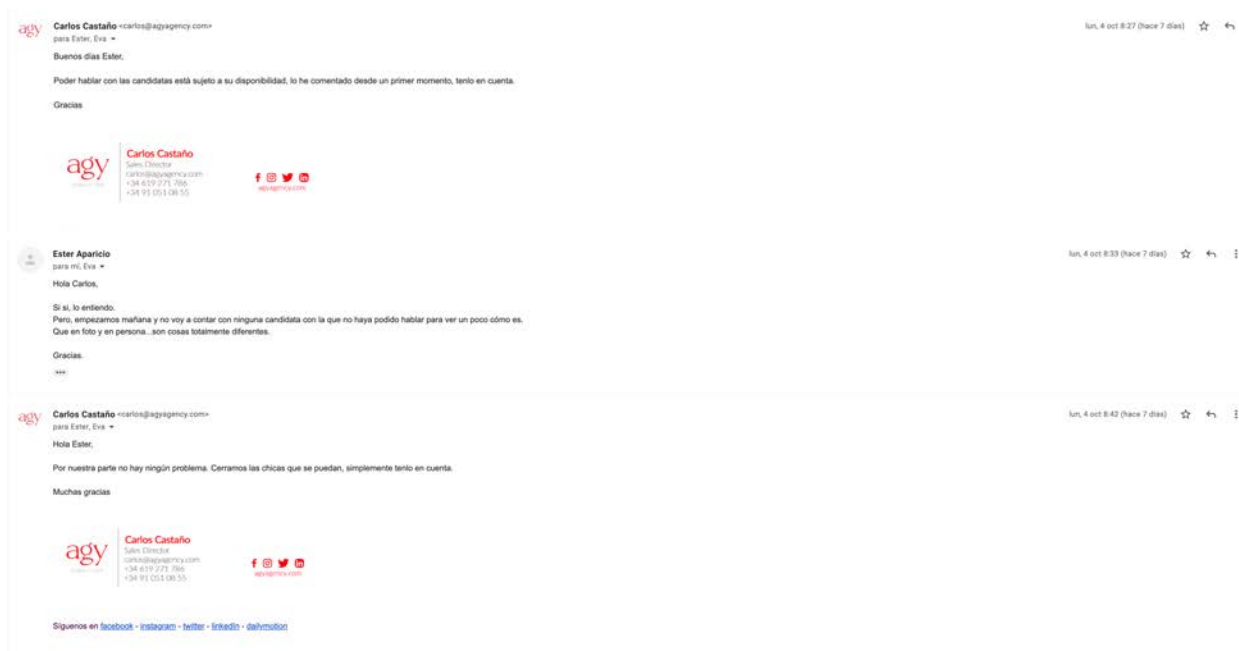 agy
Carlos Castaño <carlos@agyagency.com>
lun, 4 oct 8:27 (hace 7 días)
para Ester, Eva
Buenos días Ester,
Poder hablar con las candidatas está sujeto a su disponibilidad, lo he comentado desde un primer momento, tenlo en cuenta.
Gracias
agy
Carlos Castaño
Sales Director
carlos@agyagency.com
+34 619 271 786
+34 91 051 08 55
agyagency.com
Ester Aparicio
lun, 4 oct 8:33 (hace 7 días)
para mí, Eva
Hola Carlos,
Si si, lo entiendo.
Pero, empezamos mañana y no voy a contar con ninguna candidata con la que no haya podido hablar para ver un poco cómo es.
Que en foto y en persona...son cosas totalmente diferentes.
Gracias.
agy
Carlos Castaño <carlos@agyagency.com>
lun, 4 oct 8:42 (hace 7 días)
para Ester, Eva
Hola Ester,
Por nuestra parte no hay ningún problema. Cerramos las chicas que se puedan, simplemente tenlo en cuenta.
Muchas gracias
agy
Carlos Castaño
Sales Director
carlos@agyagency.com
+34 619 271 786
+34 91 051 08 55
agyagency.com
Síguenos en facebook - instagram - twitter - linkedin - dailymotion